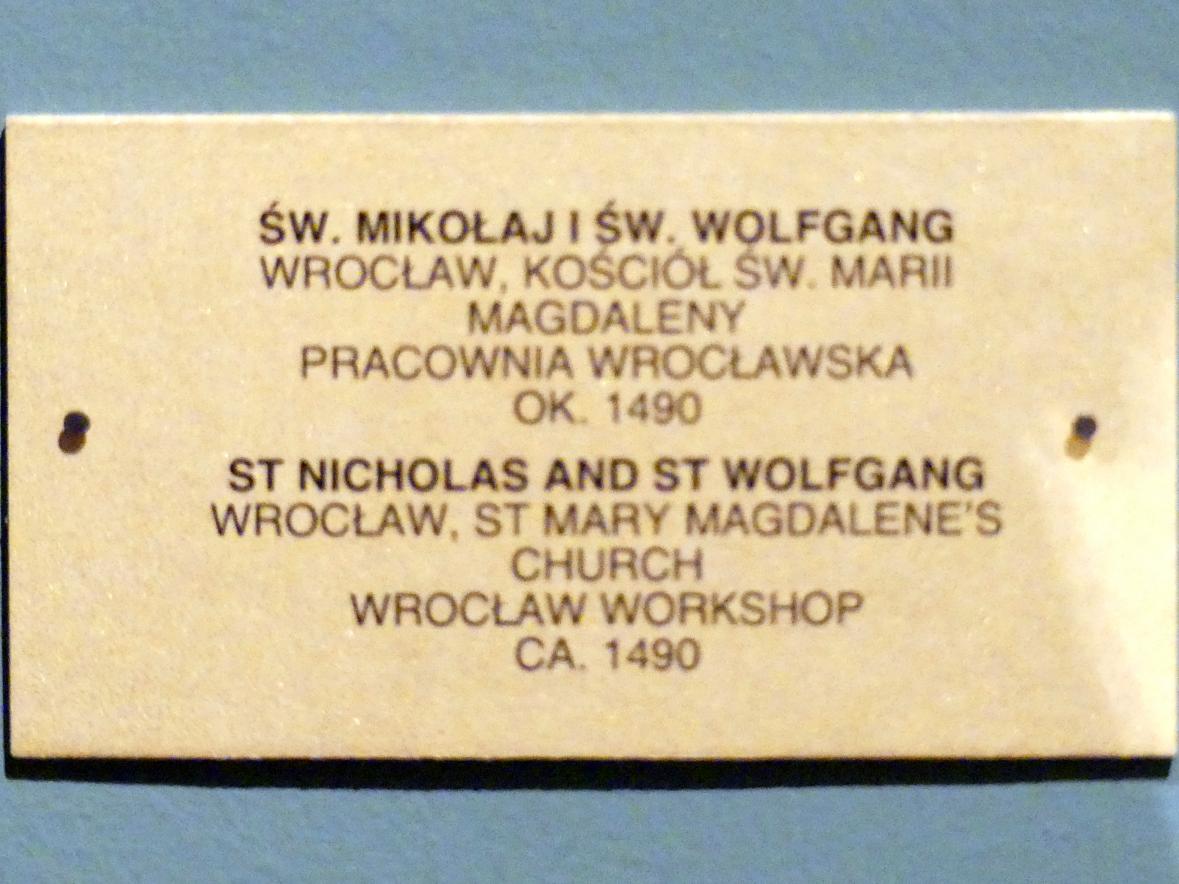 ŚW. MIKOŁAJ I ŚW. WOLFGANG
WROCŁAW, KOŚCIÓŁ ŚW. MARII
MAGDALENY
PRACOWNIA WROCŁAWSKA
OK. 1490
ST NICHOLAS AND ST WOLFGANG
WROCŁAW, ST MARY MAGDALENE'S
CHURCH
WROCŁAW WORKSHOP
CA. 1490